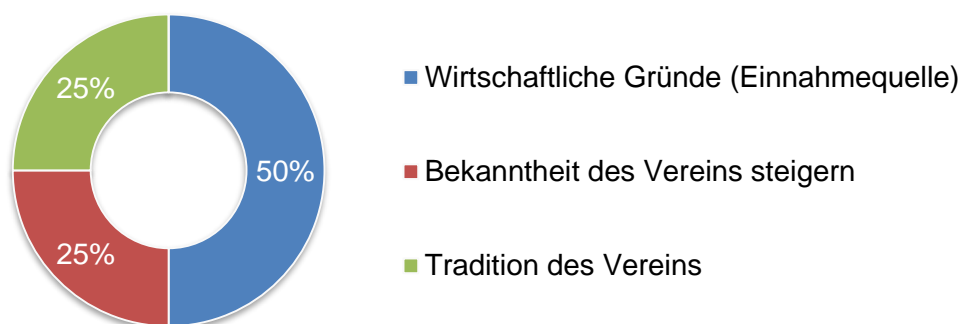 25%
50%
25%
Wirtschaftliche Gründe (Einnahmequelle)
Bekanntheit des Vereins steigern
Tradition des Vereins